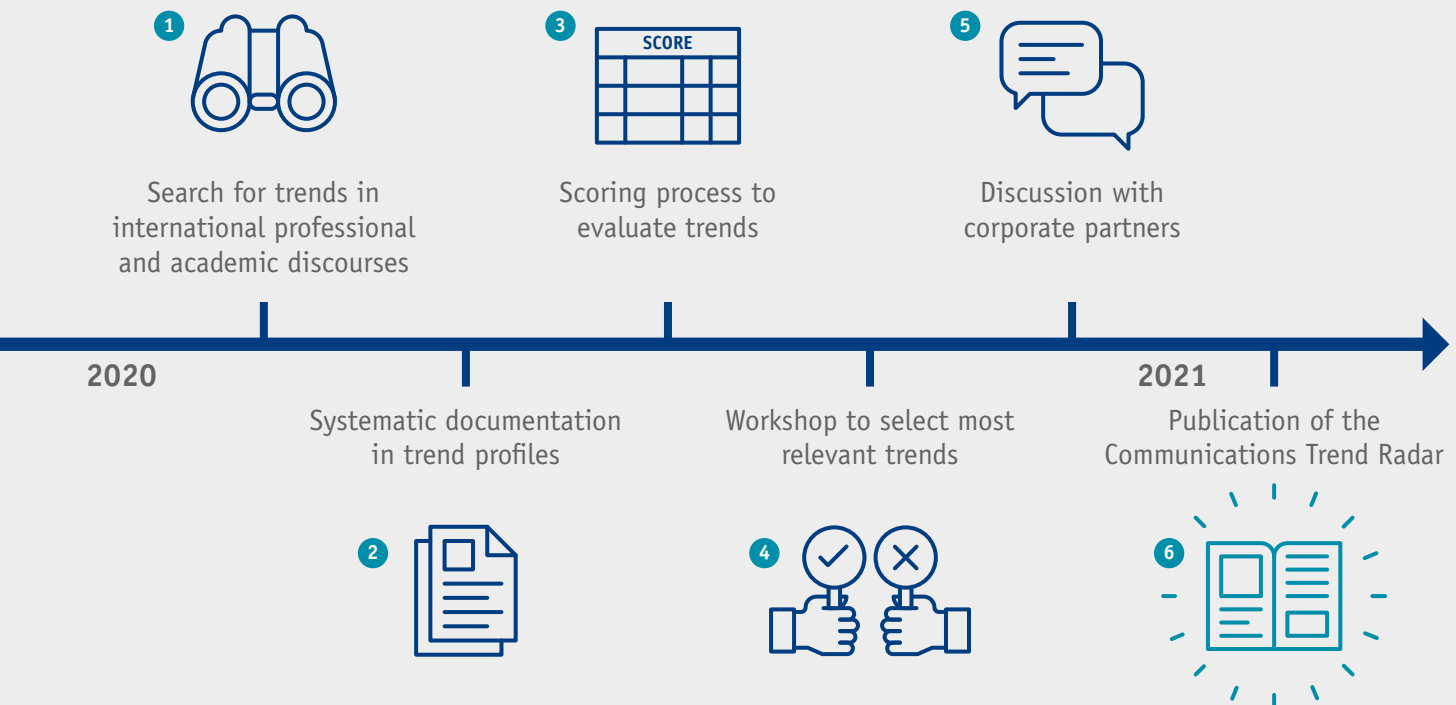 1
SCORE
3
5
Search for trends in
international professional
and academic discourses
Scoring process to
evaluate trends
Discussion with
corporate partners
2020
2021
Systematic documentation
in trend profiles
Workshop to select most
relevant trends
Publication of the
Communications Trend Radar
2
4
6